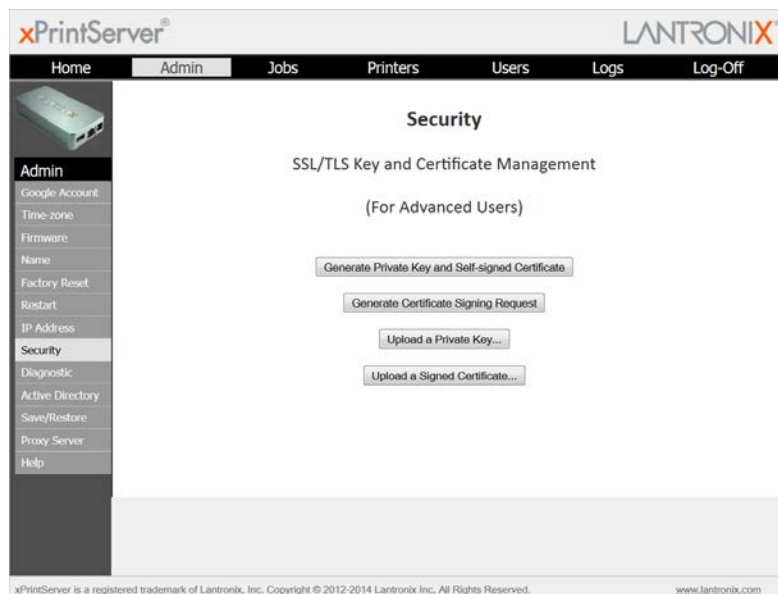 xPrintServer®
LANTRONIX
Home Admin Jobs Printers Users Logs Log-Off
Admin
Google Account
Time-zone
Firmware
Name
Factory Reset
Restart
IP Address
Security
Diagnostic
Active Directory
Save/Restore
Proxy Server
Help
Security
SSL/TLS Key and Certificate Management
(For Advanced Users)
Generate Private Key and Self-signed Certificate
Generate Certificate Signing Request
Upload a Private Key...
Upload a Signed Certificate...
xPrintServer is a registered trademark of Lantronix, Inc. Copyright © 2012-2014 Lantronix Inc, All Rights Reserved. www.lantronix.com